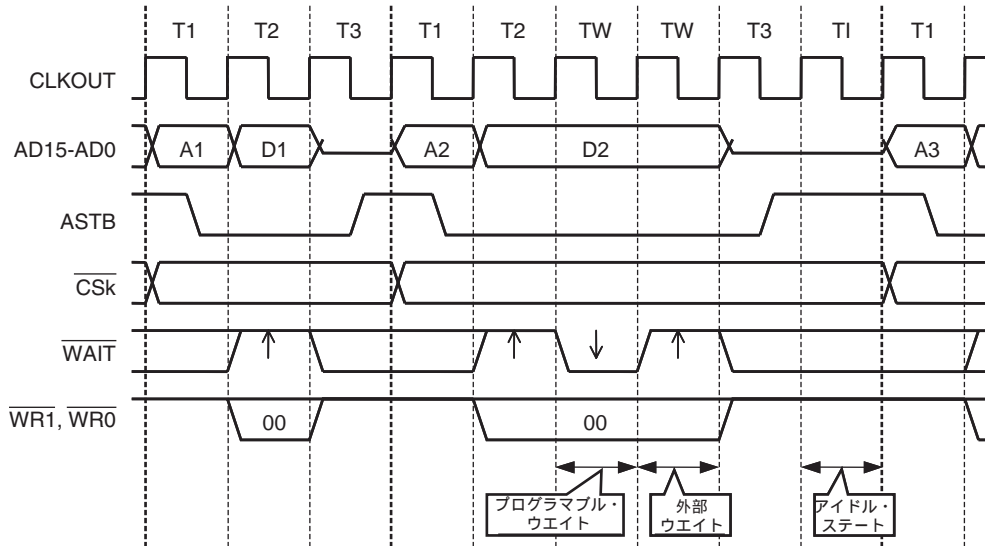 T1 T2 T3 T1 T2 TW TW T3 TI T1
CLKOUT
AD15-AD0 A1 D1 A2 D2 A3
ASTB
CSk
WAIT
WR1, WR0 00 00
プログラマブル・
ウエイト
外部
ウエイト
アイドル・
ステート